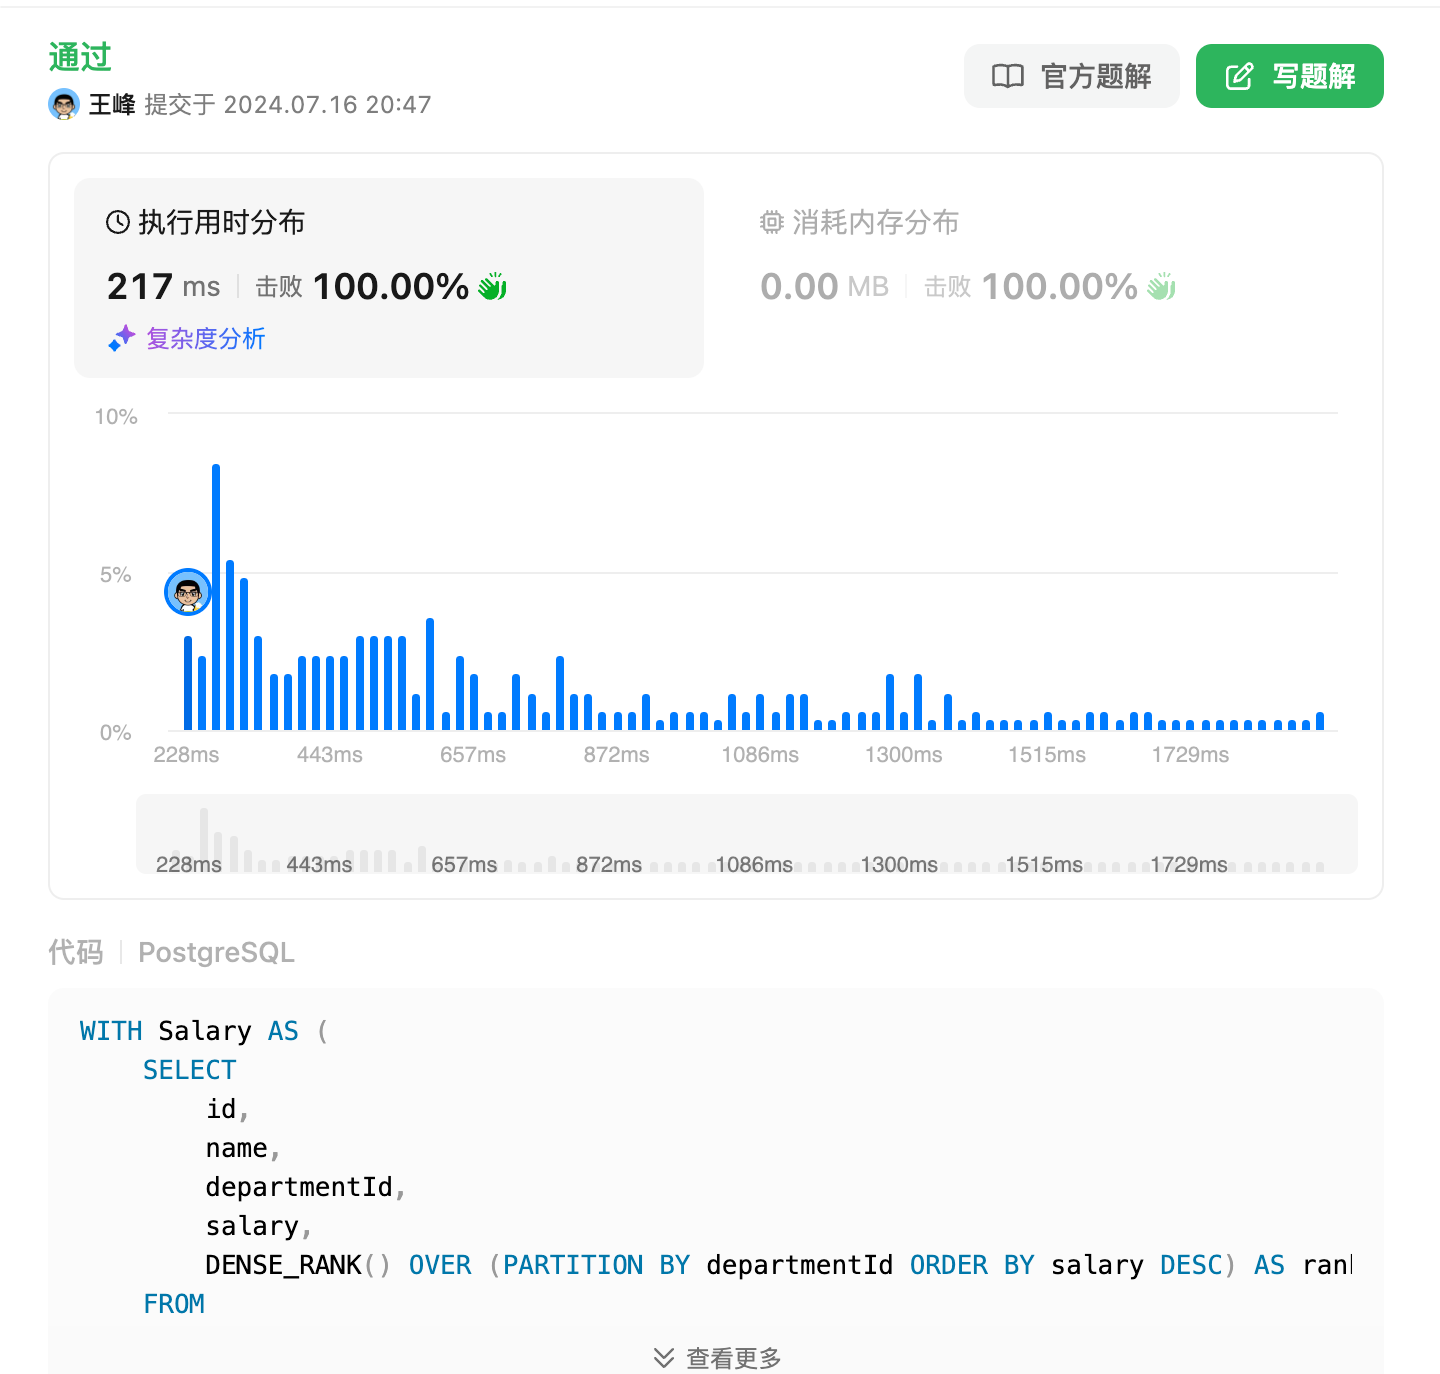 通过
王峰 提交于 2024.07.16 20:47
官方题解
写题解
执行用时分布
217 ms 击败 100.00%
复杂度分析
消耗内存分布
0.00 MB 击败 100.00%
10%
5%
0%
228ms 443ms 657ms 872ms 1086ms 1300ms 1515ms 1729ms
228ms 443ms 657ms 872ms 1086ms 1300ms 1515ms 1729ms
代码 PostgreSQL
WITH Salary AS (
SELECT
id,
name,
departmentId,
salary,
DENSE_RANK() OVER (PARTITION BY departmentId ORDER BY salary DESC) AS
FROM
查看更多